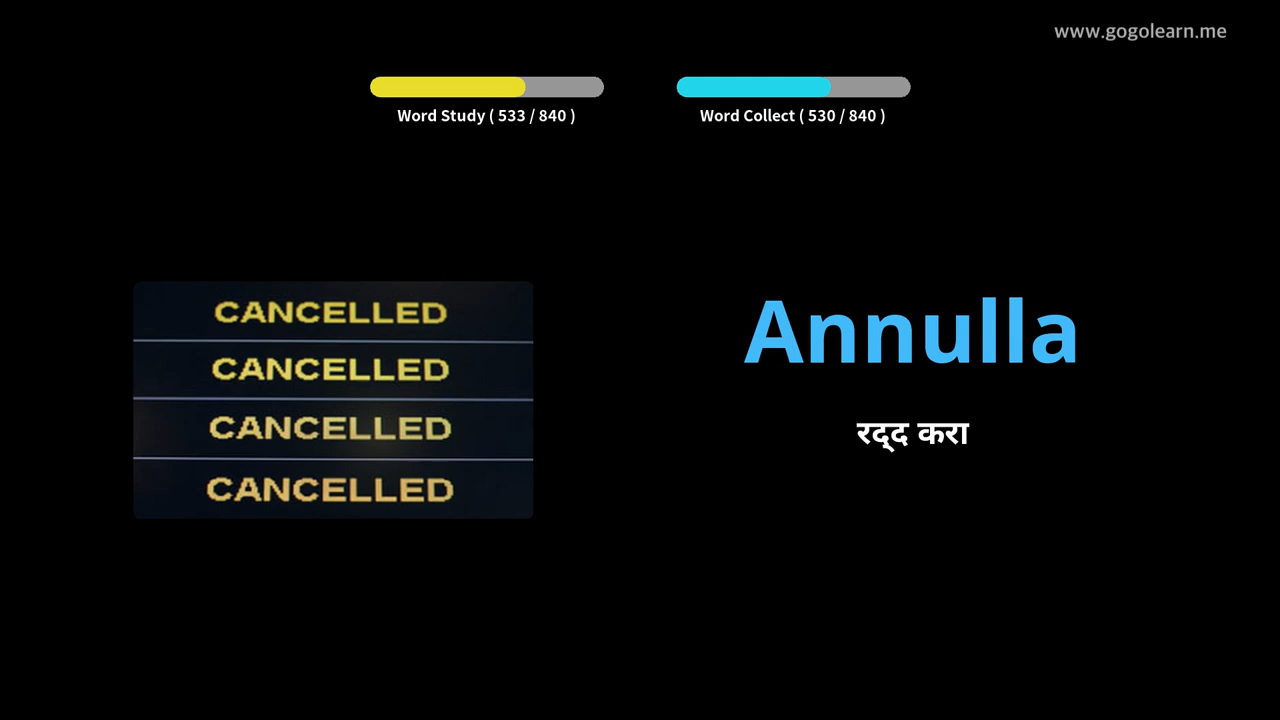 www.gogolearn.me
Word Study ( 533 / 840 )
Word Collect ( 530 / 840 )
CANCELLED
CANCELLED
CANCELLED
CANCELLED
Annulla
रद्द करा